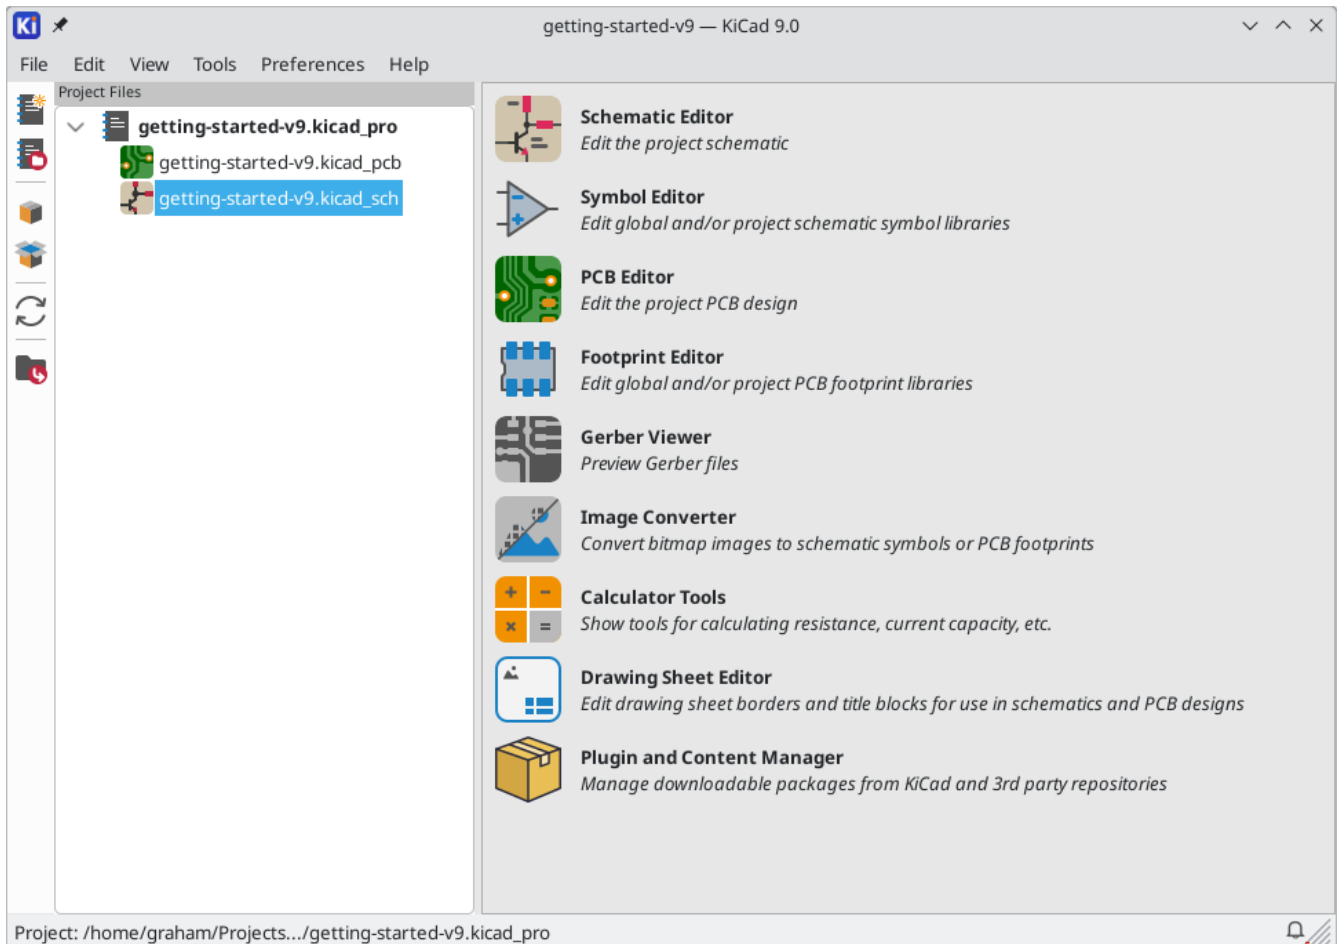 Ki
getting-started-v9 — KiCad 9.0
File Edit View Tools Preferences Help
Project Files
getting-started-v9.kicad_pro
getting-started-v9.kicad_pcb
getting-started-v9.kicad_sch
Schematic Editor
Edit the project schematic
Symbol Editor
Edit global and/or project schematic symbol libraries
PCB Editor
Edit the project PCB design
Footprint Editor
Edit global and/or project PCB footprint libraries
Gerber Viewer
Preview Gerber files
Image Converter
Convert bitmap images to schematic symbols or PCB footprints
Calculator Tools
Show tools for calculating resistance, current capacity, etc.
Drawing Sheet Editor
Edit drawing sheet borders and title blocks for use in schematics and PCB designs
Plugin and Content Manager
Manage downloadable packages from KiCad and 3rd party repositories
Project: /home/graham/Projects.../getting-started-v9.kicad_pro